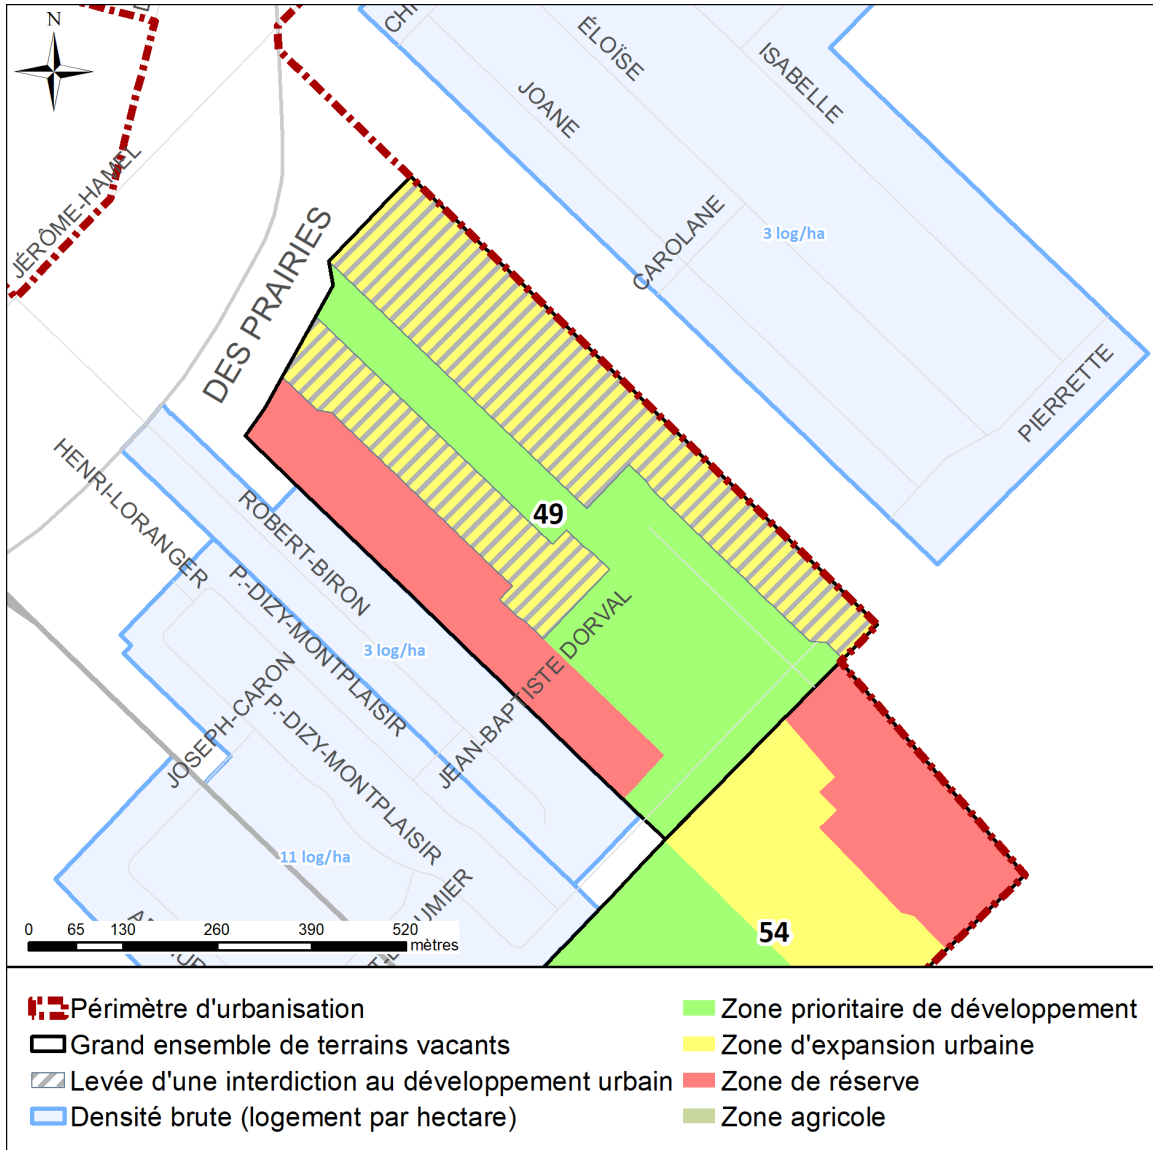 N
ÉLOÏSE
ISABELLE
JOANE
JÉRÔME-HAMEL
CAROLANE
3 log/ha
DES PRAIRIES
PIERRETTE
HENRI-LORANGER
ROBERT-BIRON
49
P.-DIZY-MONTPLAISIR
3 log/ha
JEAN-BAPTISTE DORVAL
JOSEPH-CARON
P.-DIZY-MONTPLAISIR
11 log/ha
54
0 65 130 260 390 520
mètres
Périmètre d'urbanisation
Grand ensemble de terrains vacants
Levée d'une interdiction au développement urbain
Densité brute (logement par hectare)
Zone prioritaire de développement
Zone d'expansion urbaine
Zone de réserve
Zone agricole